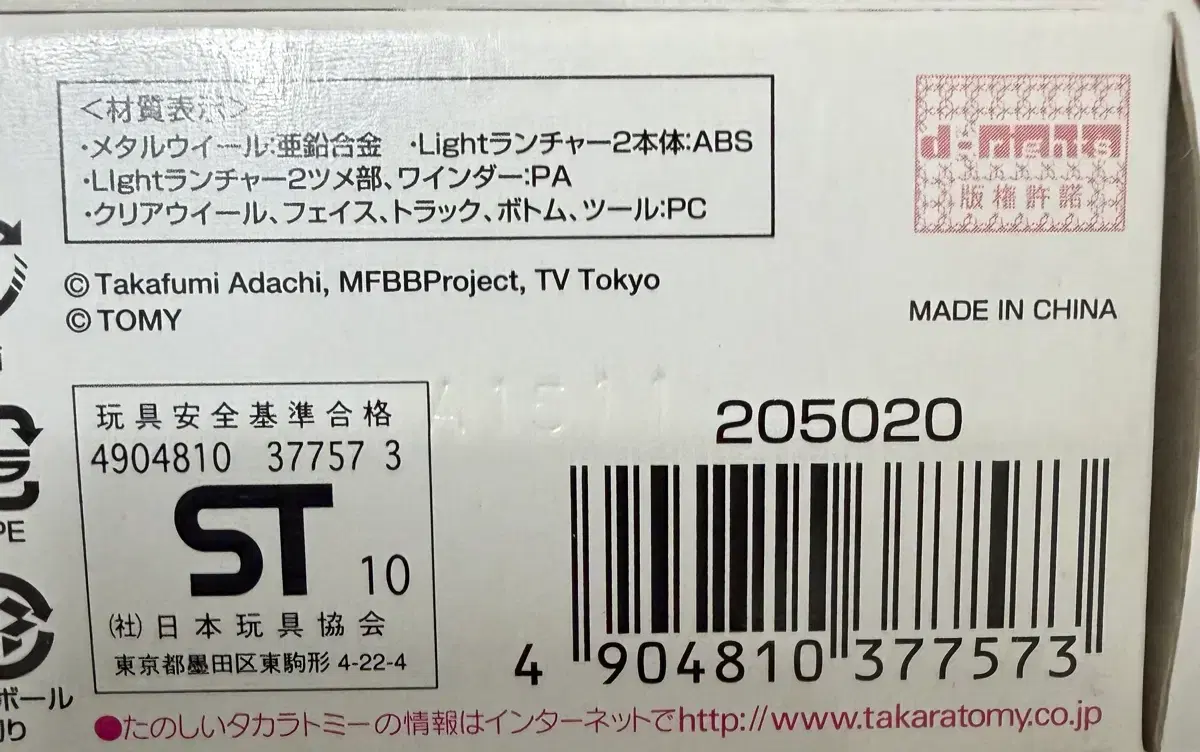 <材質表示>
・メタルウイール:亜鉛合金 ・Lightランチャー2本体:ABS
・LIghtランチャー2ツメ部、ワインダー:PA
・クリアウイール、フェイス、トラック、ボトム、ツール:PC
d-rights
版権許諾
© Takafumi Adachi, MFBBProject, TV Tokyo
© TOMY
MADE IN CHINA
玩具安全基準合格
4904810 37757 3
ST
10
(社)日本玩具協会
東京都墨田区東駒形 4-22-4
205020
4 904810 377573
PE
ボール
●たのしいタカラトミーの情報はインターネットでhttp://www.takaratomy.co.jp